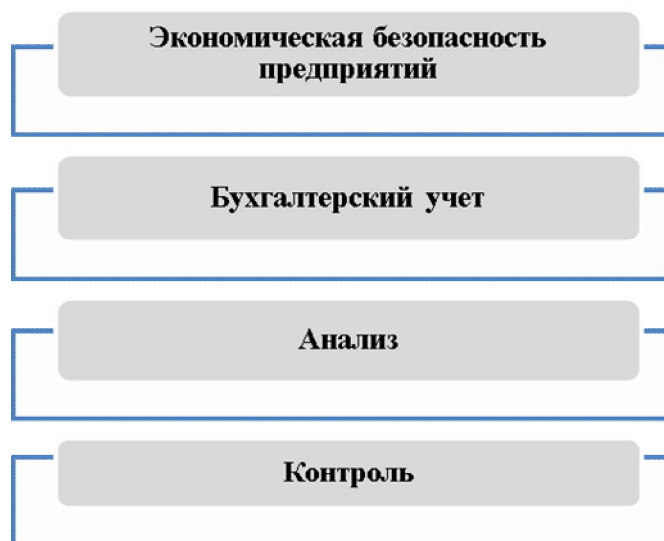 Экономическая безопасность
предприятий
Бухгалтерский учет
Анализ
Контроль